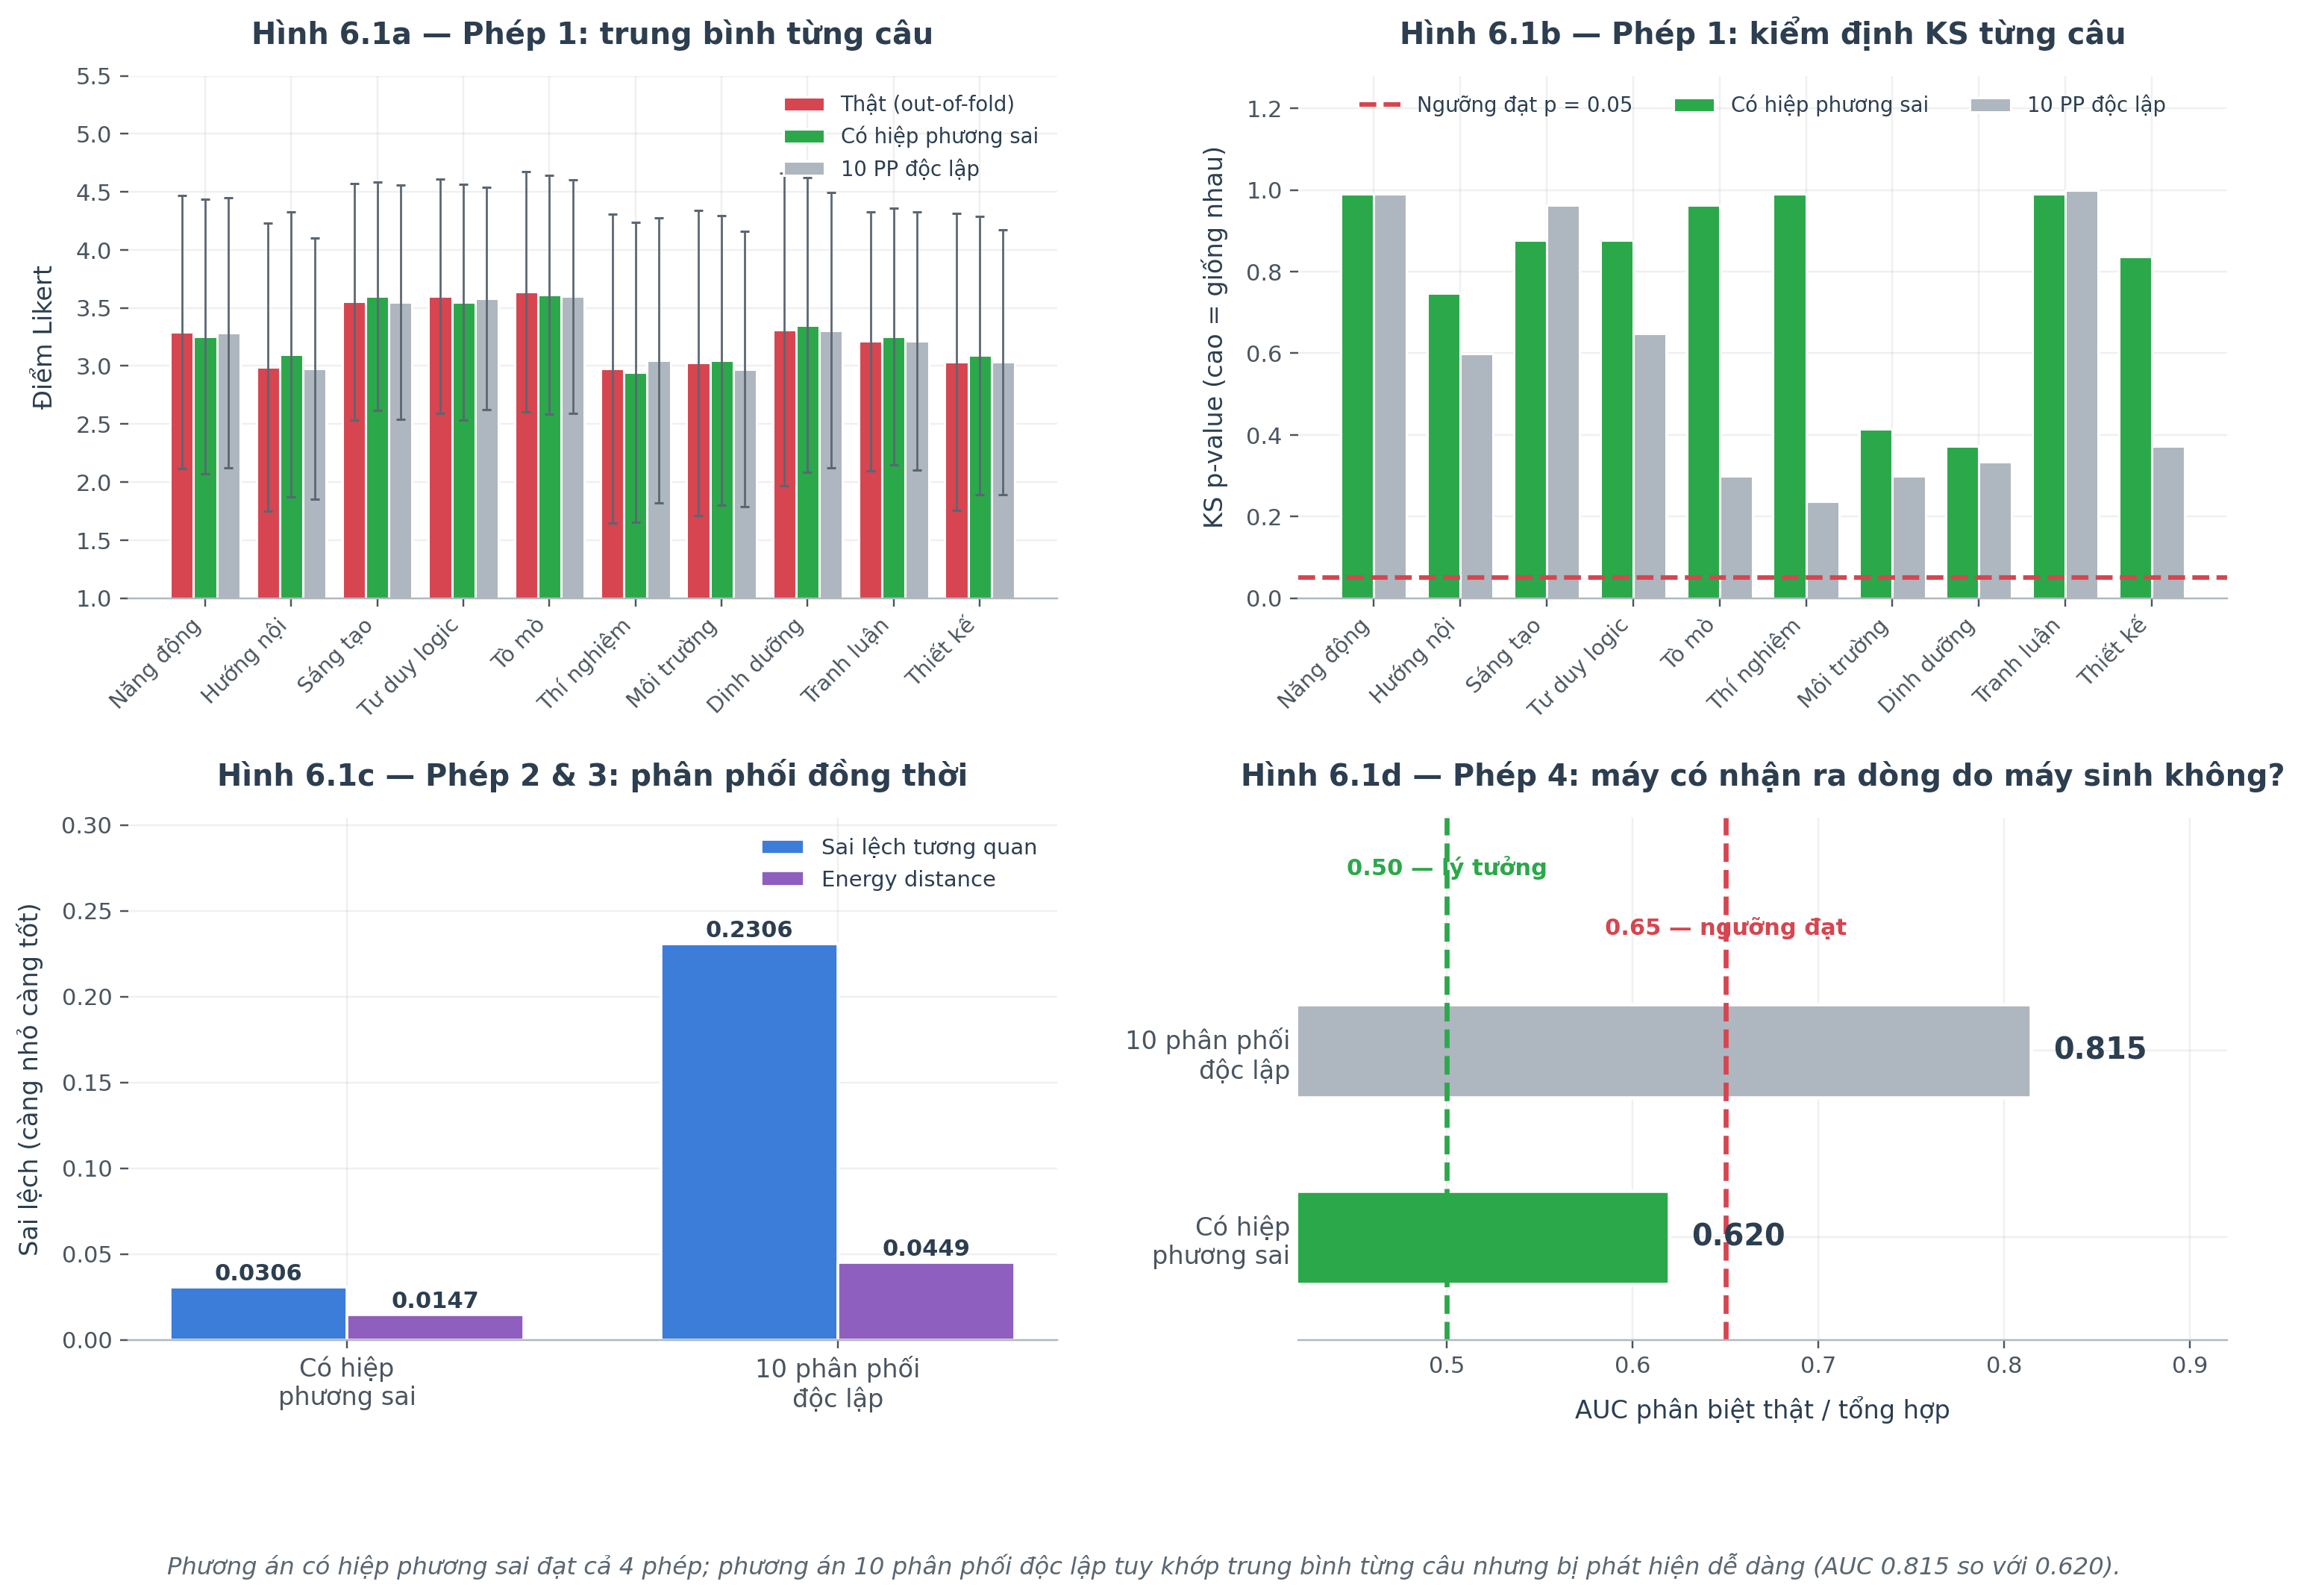 Hình 6.1a — Phép 1: trung bình từng câu
Điểm Likert
5.5
5.0
4.5
4.0
3.5
3.0
2.5
2.0
1.5
1.0
Thật (out-of-fold)
Có hiệp phương sai
10 PP độc lập
Năng động
Hướng nội
Sáng tạo
Tư duy logic
Tò mò
Thí nghiệm
Môi trường
Dinh dưỡng
Tranh luận
Thiết kế
Hình 6.1b — Phép 1: kiểm định KS từng câu
KS p-value (cao = giống nhau)
1.2
1.0
0.8
0.6
0.4
0.2
0.0
Ngưỡng đạt p = 0.05
Có hiệp phương sai
10 PP độc lập
Năng động
Hướng nội
Sáng tạo
Tư duy logic
Tò mò
Thí nghiệm
Môi trường
Dinh dưỡng
Tranh luận
Thiết kế
Hình 6.1c — Phép 2 & 3: phân phối đồng thời
Sai lệch (càng nhỏ càng tốt)
0.30
0.25
0.20
0.15
0.10
0.05
0.00
Sai lệch tương quan
Energy distance
0.0306
0.0147
0.2306
0.0449
Có hiệp
phương sai
10 phân phối
độc lập
Hình 6.1d — Phép 4: máy có nhận ra dòng do máy sinh không?
0.50 — lý tưởng
0.65 — ngưỡng đạt
10 phân phối
độc lập
0.815
Có hiệp
phương sai
0.620
0.5
0.6
0.7
0.8
0.9
AUC phân biệt thật / tổng hợp
Phương án có hiệp phương sai đạt cả 4 phép; phương án 10 phân phối độc lập tuy khớp trung bình từng câu nhưng bị phát hiện dễ dàng (AUC 0.815 so với 0.620).